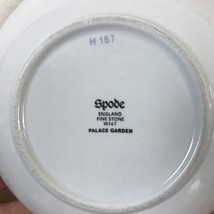 H 167
Spode
ENGLAND
FINE STONE
W147
PALACE GARDEN